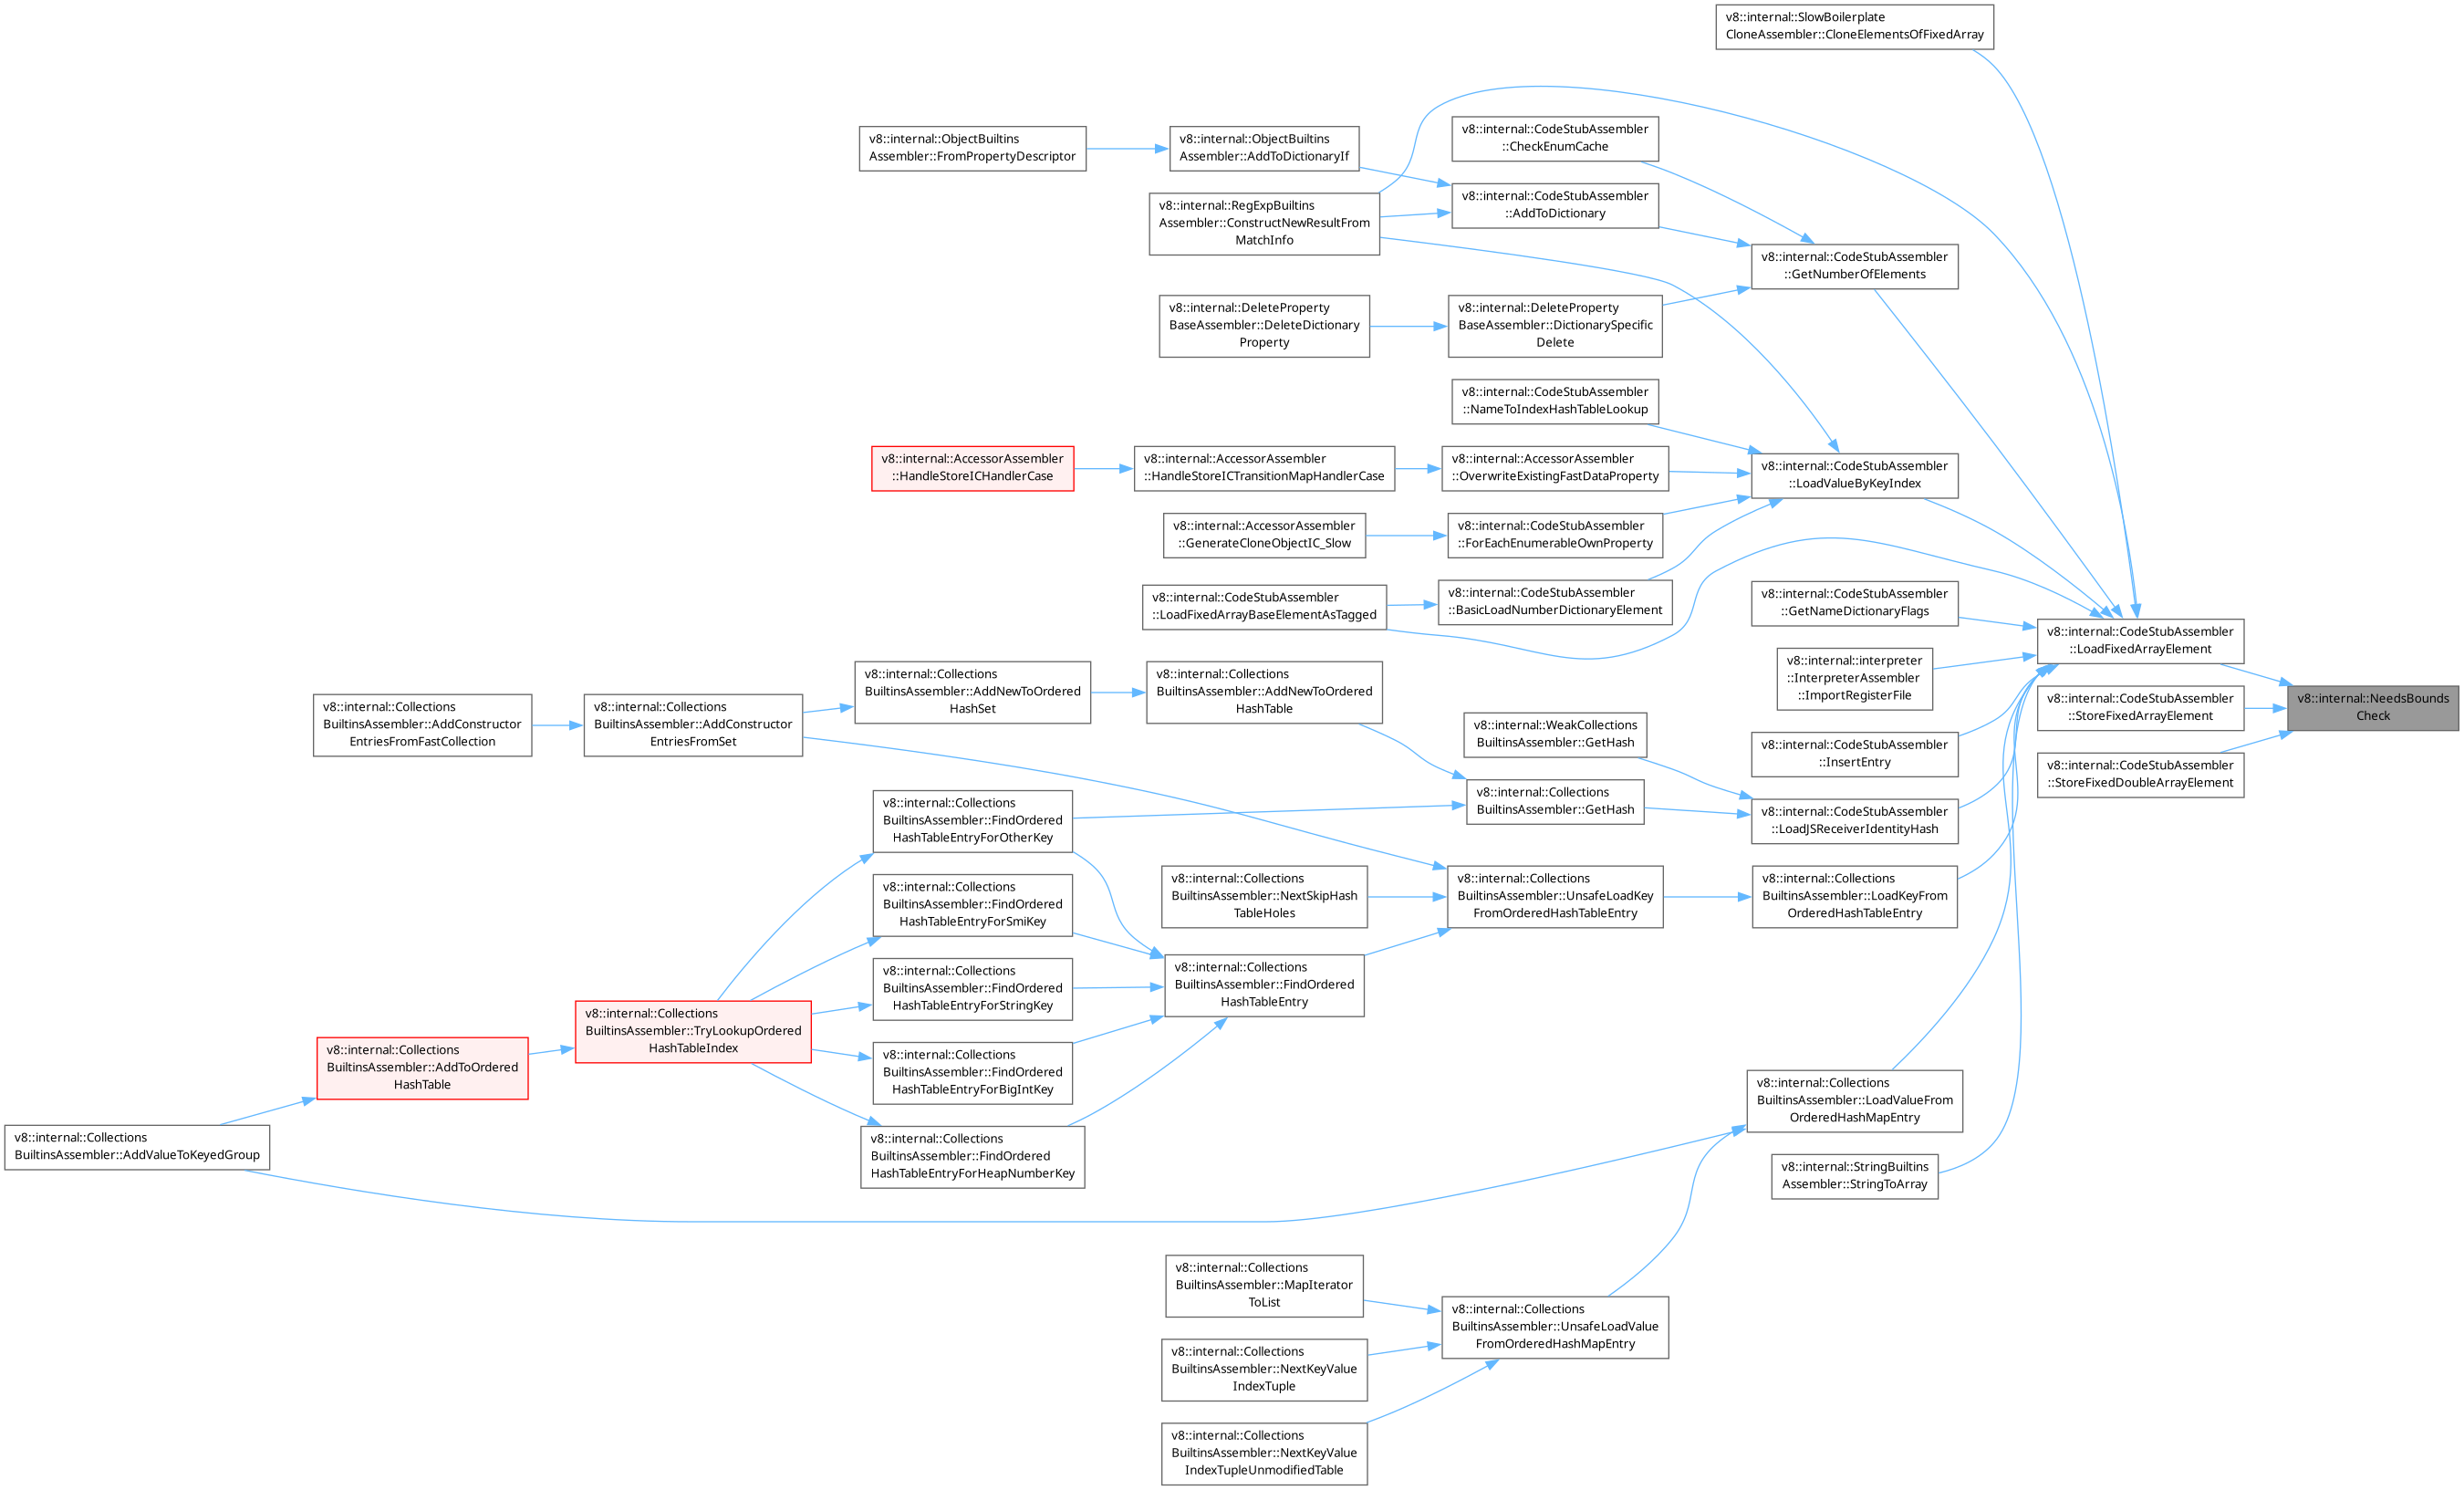 v8::internal::SlowBoilerplate
CloneAssembler::CloneElementsOfFixedArray
v8::internal::ObjectBuiltins
Assembler::FromPropertyDescriptor
v8::internal::ObjectBuiltins
Assembler::AddToDictionaryIf
v8::internal::CodeStubAssembler
::CheckEnumCache
v8::internal::RegExpBuiltins
Assembler::ConstructNewResultFrom
MatchInfo
v8::internal::CodeStubAssembler
::AddToDictionary
v8::internal::CodeStubAssembler
::GetNumberOfElements
v8::internal::DeleteProperty
BaseAssembler::DeleteDictionary
Property
v8::internal::DeleteProperty
BaseAssembler::DictionarySpecific
Delete
v8::internal::CodeStubAssembler
::NameToIndexHashTableLookup
v8::internal::AccessorAssembler
::HandleStoreICHandlerCase
v8::internal::AccessorAssembler
::HandleStoreICTransitionMapHandlerCase
v8::internal::AccessorAssembler
::OverwriteExistingFastDataProperty
v8::internal::CodeStubAssembler
::LoadValueByKeyIndex
v8::internal::AccessorAssembler
::GenerateCloneObjectIC_Slow
v8::internal::CodeStubAssembler
::ForEachEnumerableOwnProperty
v8::internal::CodeStubAssembler
::LoadFixedArrayBaseElementAsTagged
v8::internal::CodeStubAssembler
::BasicLoadNumberDictionaryElement
v8::internal::CodeStubAssembler
::GetNameDictionaryFlags
v8::internal::CodeStubAssembler
::LoadFixedArrayElement
v8::internal::interpreter
::InterpreterAssembler
::ImportRegisterFile
v8::internal::Collections
BuiltinsAssembler::AddConstructor
EntriesFromFastCollection
v8::internal::Collections
BuiltinsAssembler::AddConstructor
EntriesFromSet
v8::internal::Collections
BuiltinsAssembler::AddNewToOrdered
HashSet
v8::internal::Collections
BuiltinsAssembler::AddNewToOrdered
HashTable
v8::internal::CodeStubAssembler
::StoreFixedArrayElement
v8::internal::NeedsBounds
Check
v8::internal::WeakCollections
BuiltinsAssembler::GetHash
v8::internal::CodeStubAssembler
::InsertEntry
v8::internal::CodeStubAssembler
::StoreFixedDoubleArrayElement
v8::internal::Collections
BuiltinsAssembler::FindOrdered
HashTableEntryForOtherKey
v8::internal::Collections
BuiltinsAssembler::GetHash
v8::internal::CodeStubAssembler
::LoadJSReceiverIdentityHash
v8::internal::Collections
BuiltinsAssembler::FindOrdered
HashTableEntryForSmiKey
v8::internal::Collections
BuiltinsAssembler::NextSkipHash
TableHoles
v8::internal::Collections
BuiltinsAssembler::UnsafeLoadKey
FromOrderedHashTableEntry
v8::internal::Collections
BuiltinsAssembler::LoadKeyFrom
OrderedHashTableEntry
v8::internal::Collections
BuiltinsAssembler::FindOrdered
HashTableEntryForStringKey
v8::internal::Collections
BuiltinsAssembler::FindOrdered
HashTableEntry
v8::internal::Collections
BuiltinsAssembler::AddToOrdered
HashTable
v8::internal::Collections
BuiltinsAssembler::TryLookupOrdered
HashTableIndex
v8::internal::Collections
BuiltinsAssembler::FindOrdered
HashTableEntryForBigIntKey
v8::internal::Collections
BuiltinsAssembler::LoadValueFrom
OrderedHashMapEntry
v8::internal::Collections
BuiltinsAssembler::AddValueToKeyedGroup
v8::internal::Collections
BuiltinsAssembler::FindOrdered
HashTableEntryForHeapNumberKey
v8::internal::StringBuiltins
Assembler::StringToArray
v8::internal::Collections
BuiltinsAssembler::MapIterator
ToList
v8::internal::Collections
BuiltinsAssembler::UnsafeLoadValue
FromOrderedHashMapEntry
v8::internal::Collections
BuiltinsAssembler::NextKeyValue
IndexTuple
v8::internal::Collections
BuiltinsAssembler::NextKeyValue
IndexTupleUnmodifiedTable